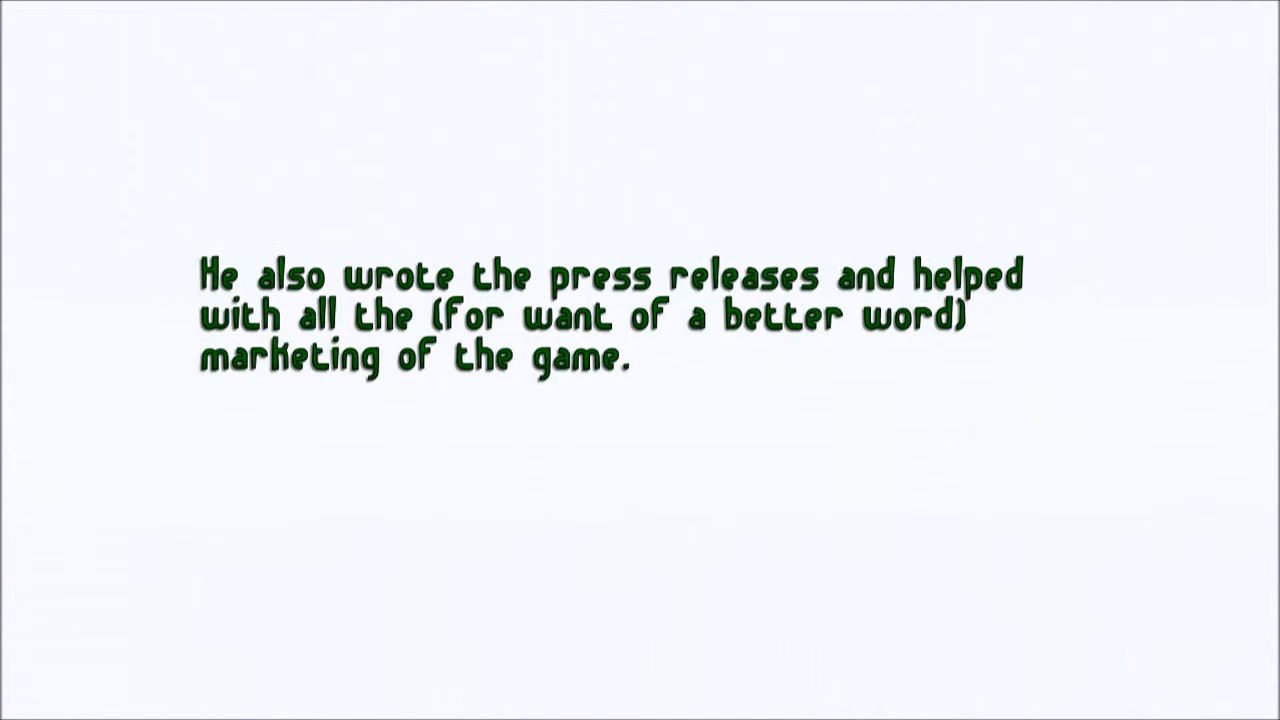 He also wrote the press releases and helped
with all the (for want of a better word)
marketing of the game.